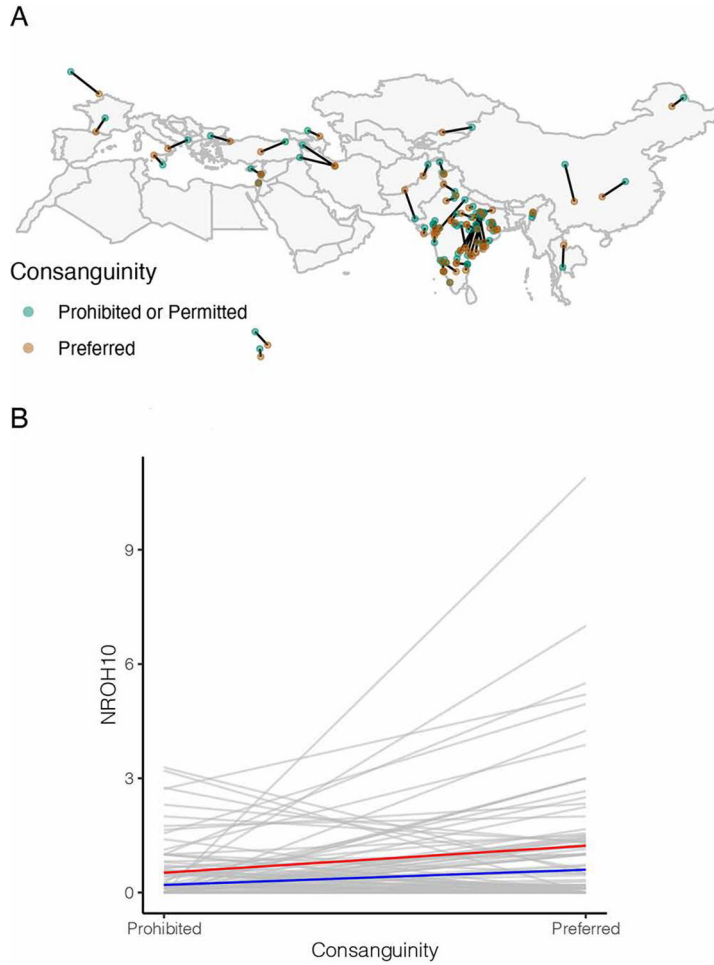 A
Consanguinity
Prohibited or Permitted
Preferred
B
9
6
3
0
NROH10
Prohibited
Preferred
Consanguinity